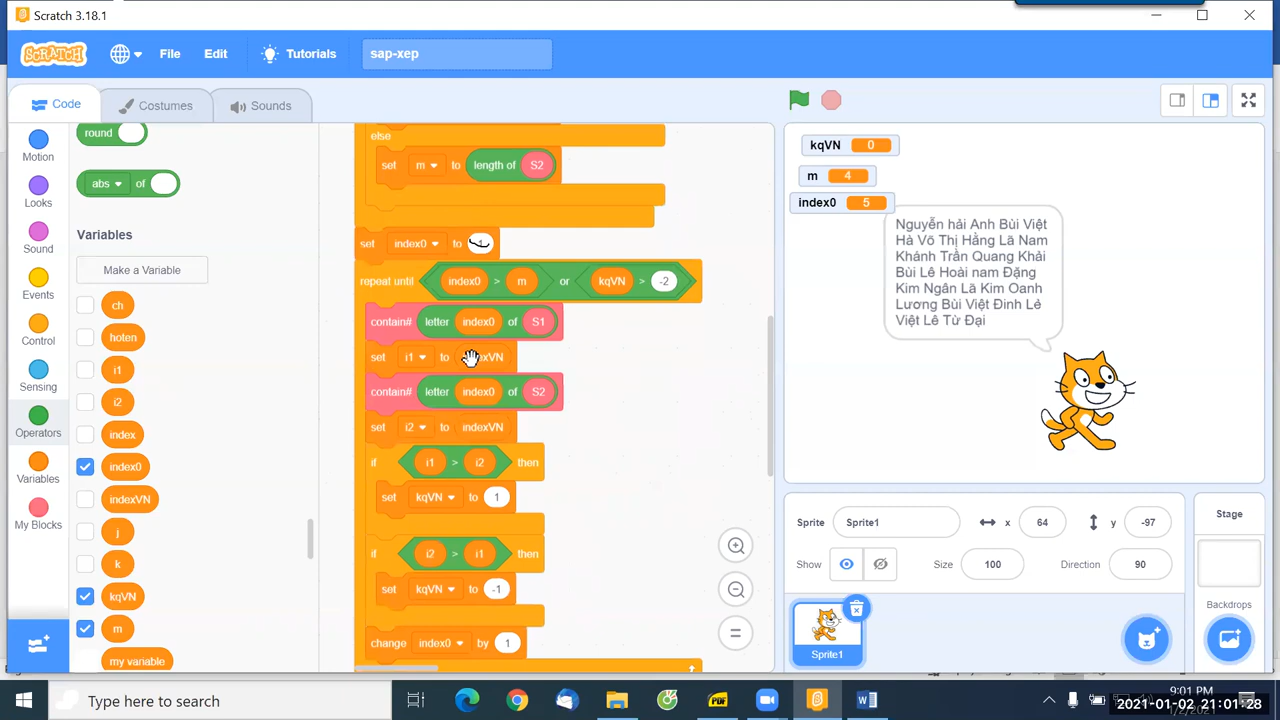 Scratch 3.18.1
SCRATCH
File
Edit
Tutorials
sap-xep
Code
Costumes
Sounds
Motion
Looks
Sound
Events
Control
Sensing
Operators
Variables
My Blocks
round
abs of
Variables
Make a Variable
ch
hoten
i1
i2
index
index0
indexVN
j
k
kqVN
m
my variable
else
set m to length of S2
set index0 to
repeat until index0 > m or kqVN > -2
contain# letter index0 of S1
set i1 to
contain# letter index0 of S2
set i2 to indexVN
if i1 > i2 then
set kqVN to 1
if i2 > i1 then
set kqVN to -1
change index0 by 1
kqVN 0
m 4
index0 5
Nguyễn hải Anh Bùi Việt
Hà Võ Thị Hằng Lã Nam
Khánh Trần Quang Khải
Bùi Lê Hoài nam Đặng
Kim Ngân Lã Kim Oanh
Lương Bùi Việt Đinh Lê
Việt Lê Từ Đại
Sprite
Sprite1
x 64
y -97
Show
Size 100
Direction 90
Sprite1
Stage
Backdrops
Type here to search
PDF
9:01 PM
2021-01-02 21:01:28